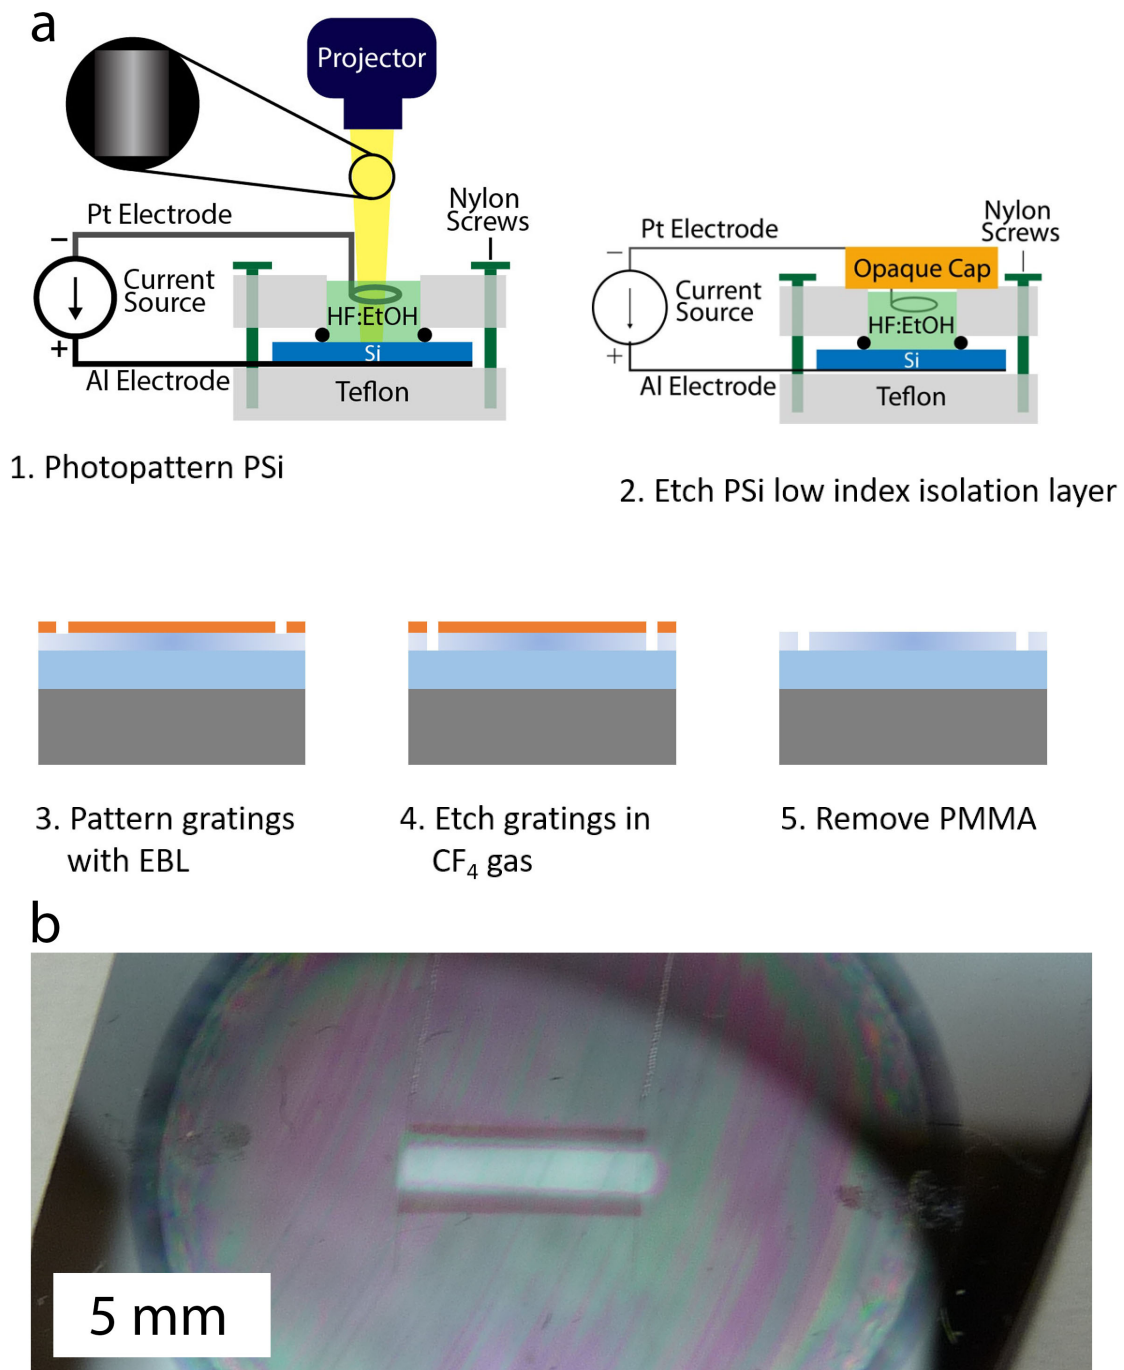 a
Projector
Nylon
Screws
Pt Electrode
−
Current
Source
HF:EtOH
+
Si
Al Electrode
Teflon
1. Photopattern PSi
Nylon
Screws
Pt Electrode
−
Opaque Cap
Current
Source
HF:EtOH
+
Si
Al Electrode
Teflon
2. Etch PSi low index isolation layer
3. Pattern gratings
with EBL
4. Etch gratings in
CF₄ gas
5. Remove PMMA
b
5 mm